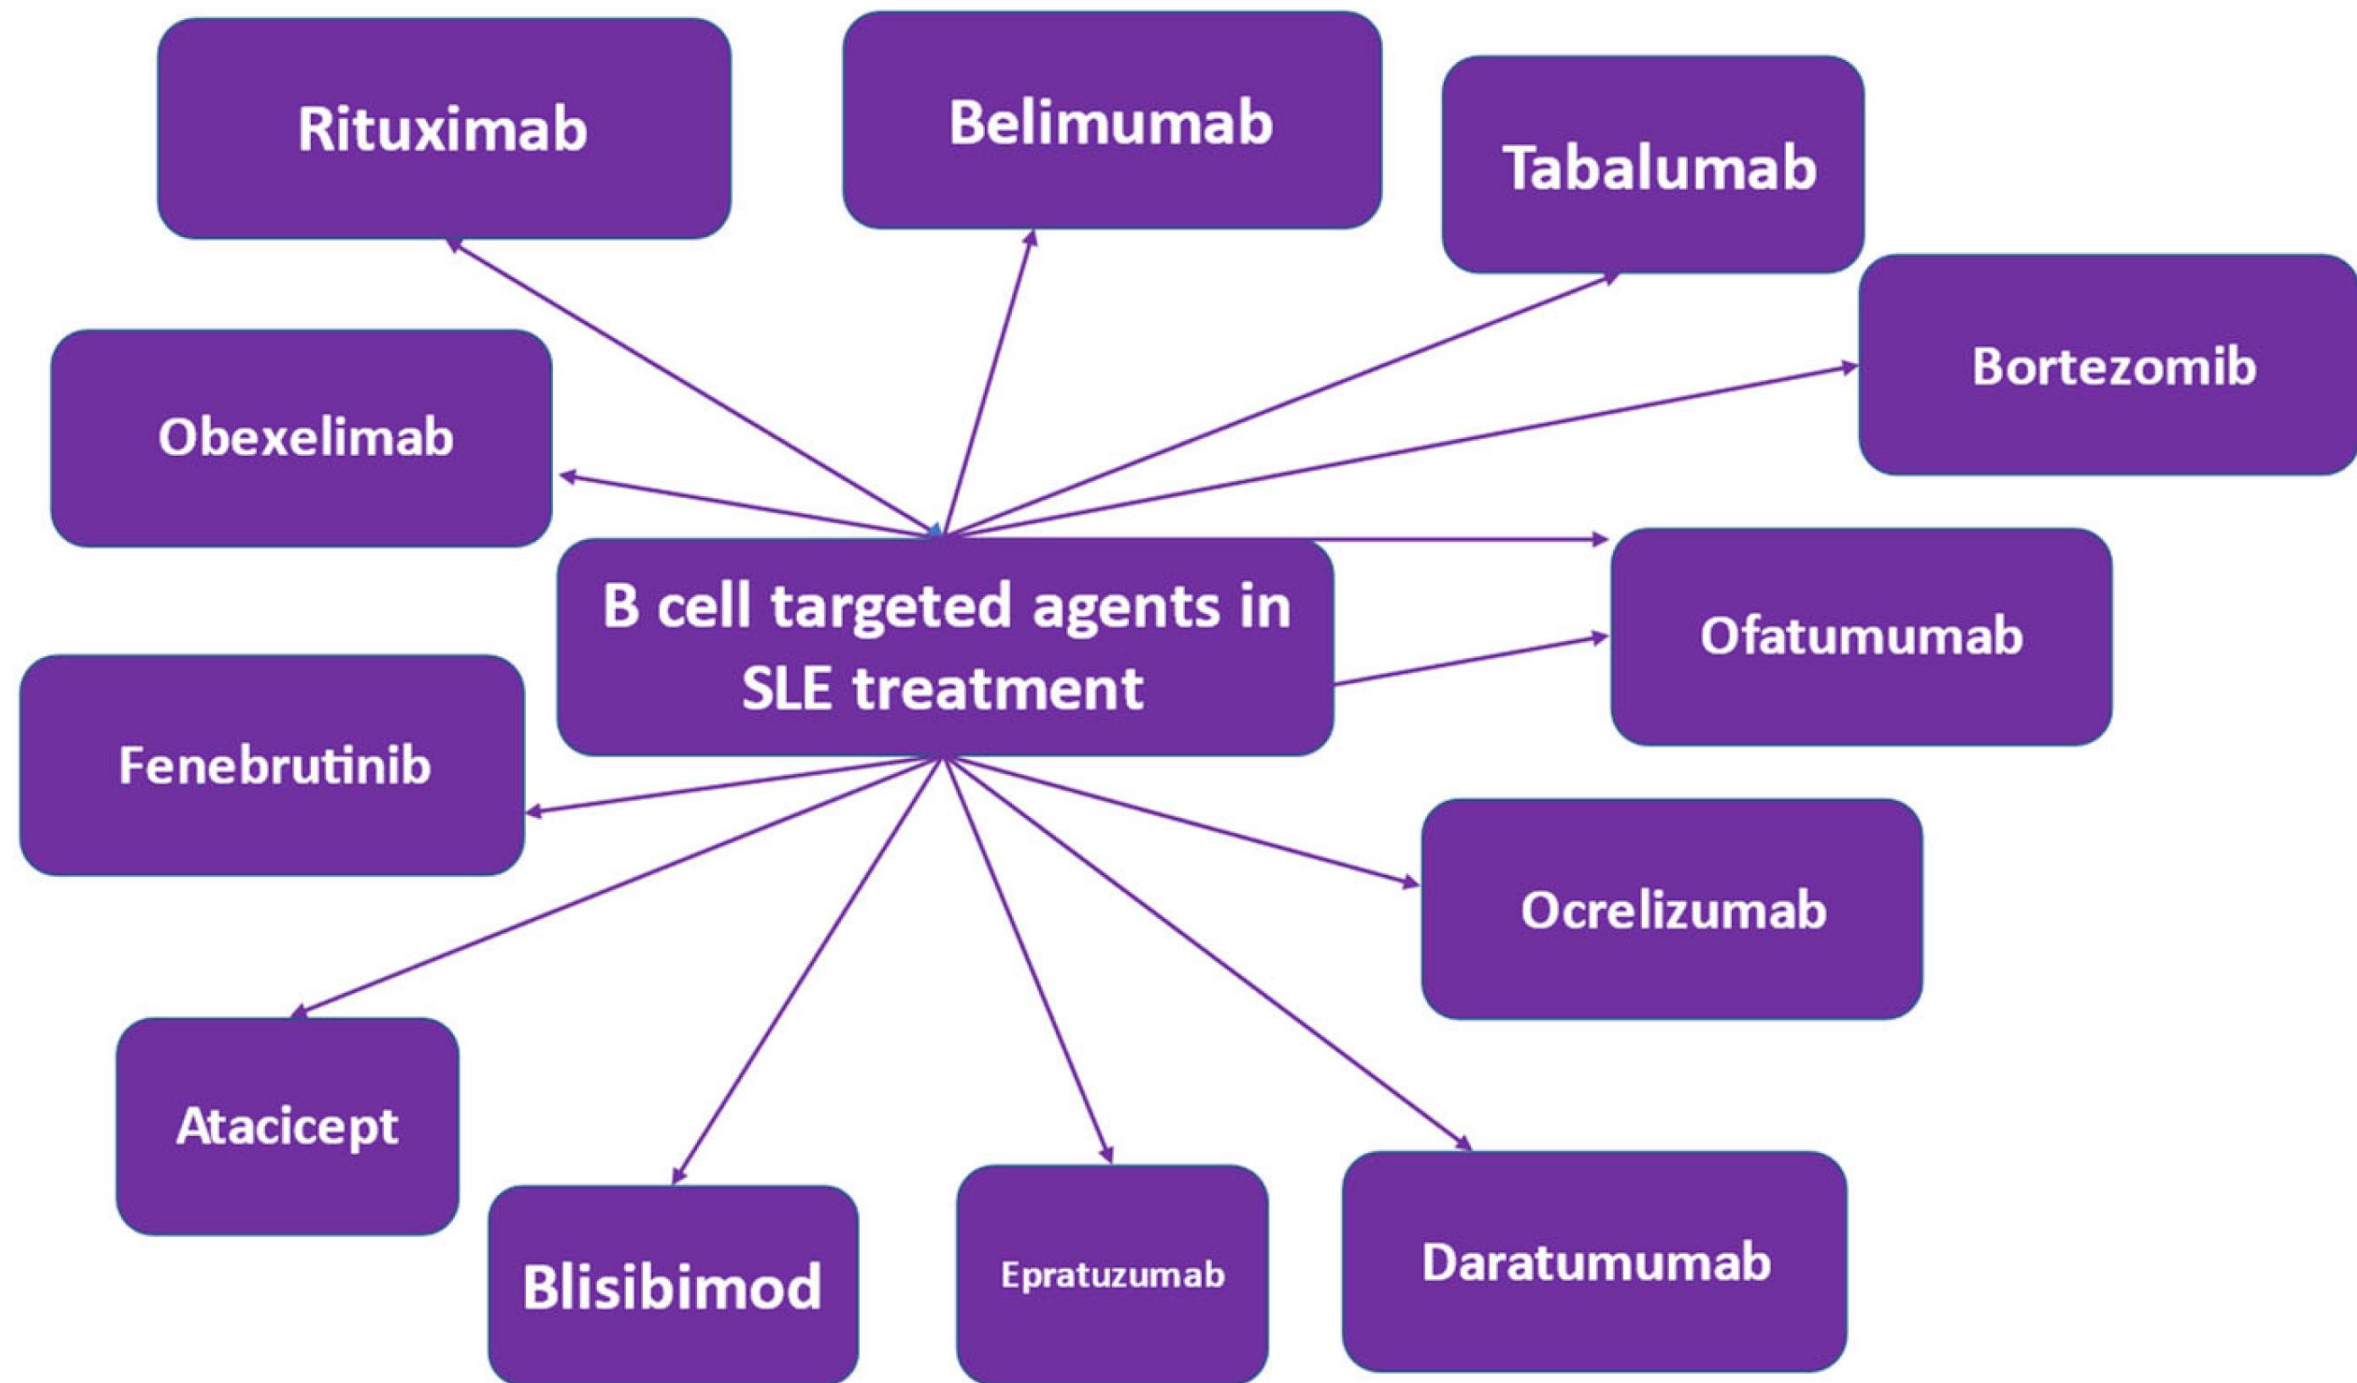 Rituximab
Belimumab
Tabalumab
Bortezomib
Obexelimab
B cell targeted agents in
SLE treatment
Ofatumumab
Fenebrutinib
Ocrelizumab
Atacicept
Blisibimod
Epratuzumab
Daratumumab